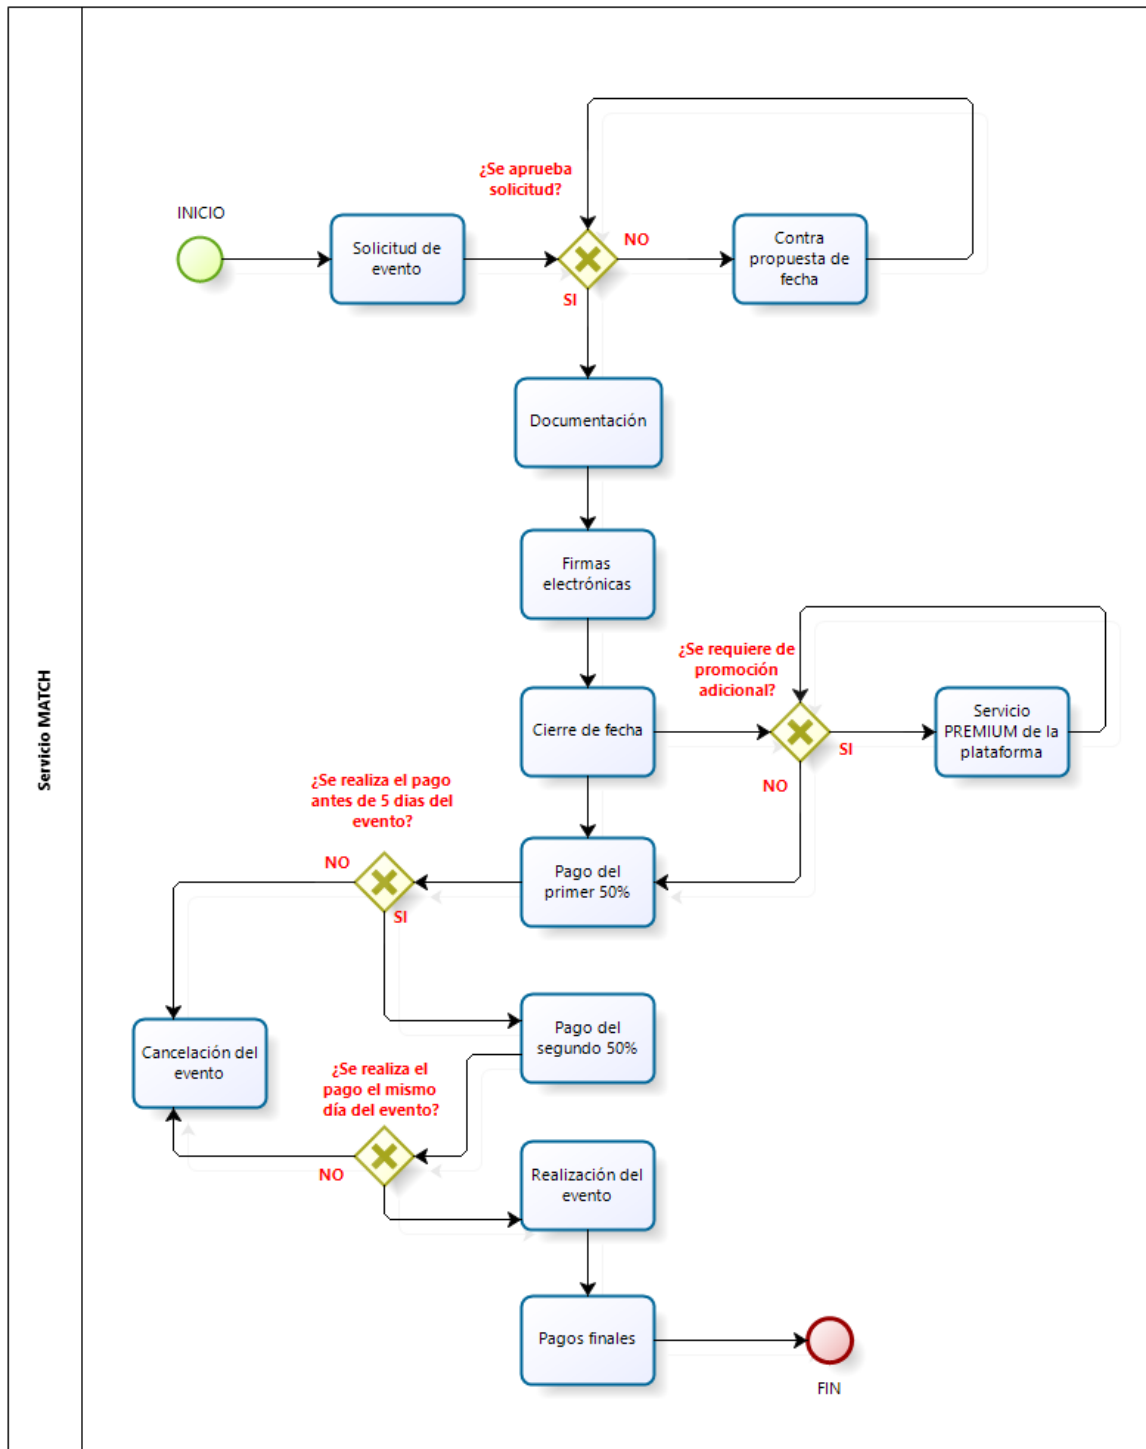 Servicio MATCH
¿Se aprueba
solicitud?
INICIO
Solicitud de
evento
NO
SI
Contra
propuesta de
fecha
Documentación
Firmas
electrónicas
¿Se requiere de
promoción
adicional?
Cierre de fecha
SI
NO
Servicio
PREMIUM de la
plataforma
¿Se realiza el pago
antes de 5 dias del
evento?
NO
SI
Pago del
primer 50%
Cancelación del
evento
Pago del
segundo 50%
¿Se realiza el
pago el mismo
día del evento?
NO
Realización del
evento
Pagos finales
FIN